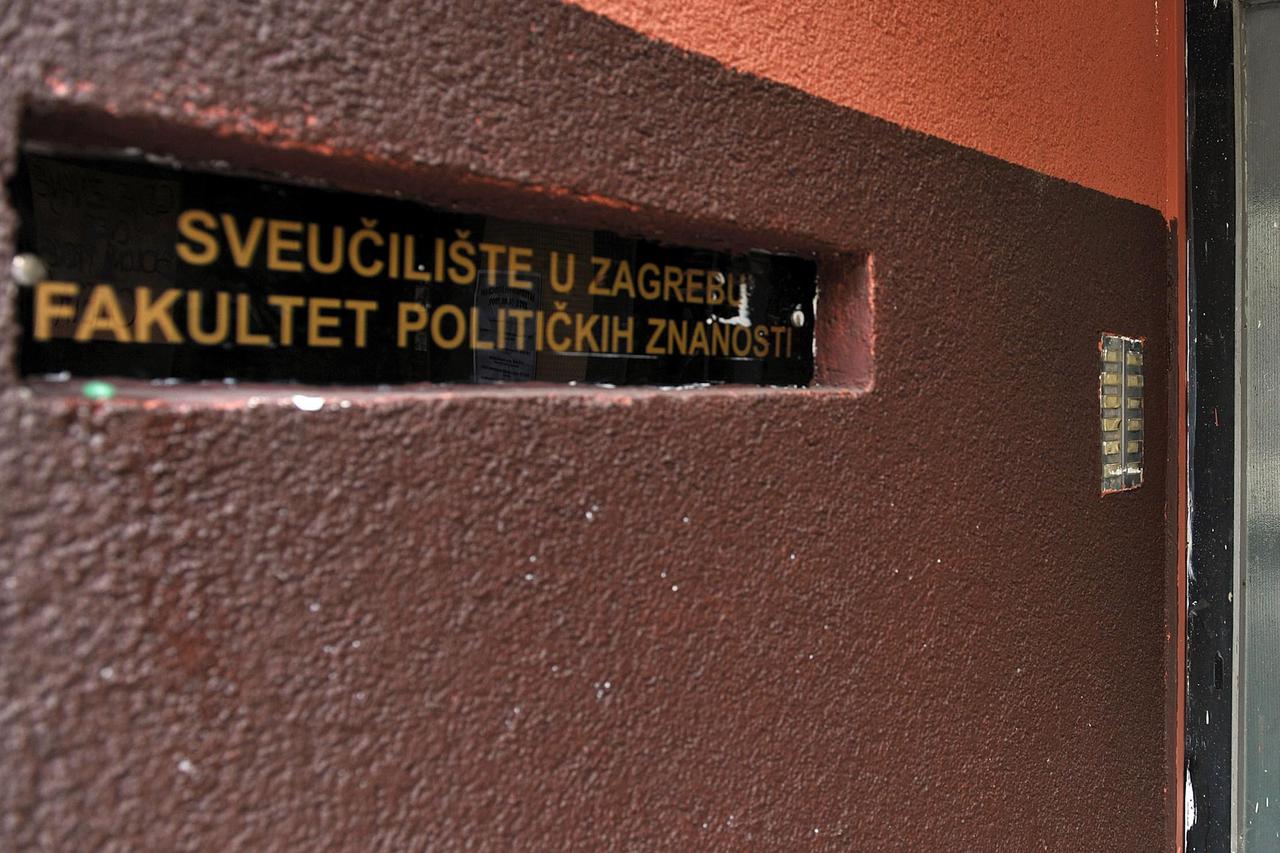 SVEUČILIŠTE U ZAGREBU
FAKULTET POLITIČKIH ZNANOSTI